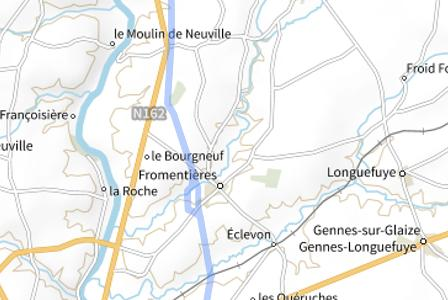 le Moulin de Neuville
Froid Fo
Françoisière
N162
uville
le Bourgneuf
Fromentières
Longuefuye
la Roche
Éclevon
Gennes-sur-Glaize
Gennes-Longuefuye
les Quéruches